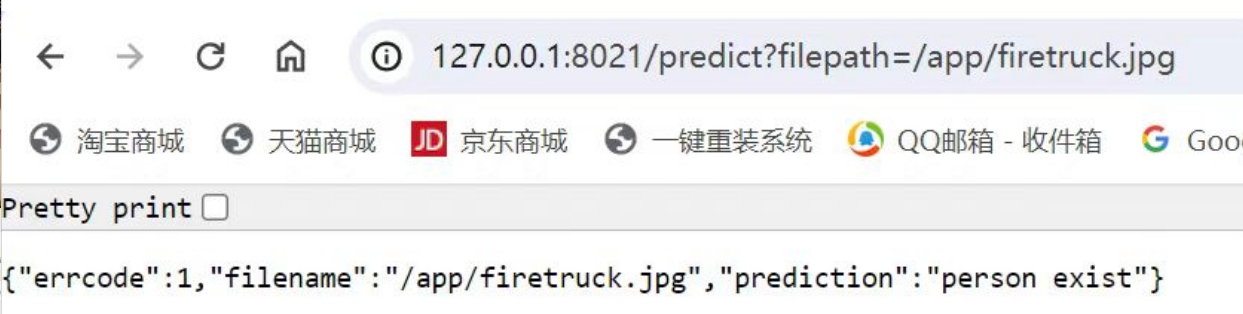 127.0.0.1:8021/predict?filepath=/app/firetruck.jpg
淘宝商城 天猫商城 JD 京东商城 一键重装系统 QQ邮箱 - 收件箱 G Goo
Pretty print
{"errcode":1,"filename":"/app/firetruck.jpg","prediction":"person exist"}